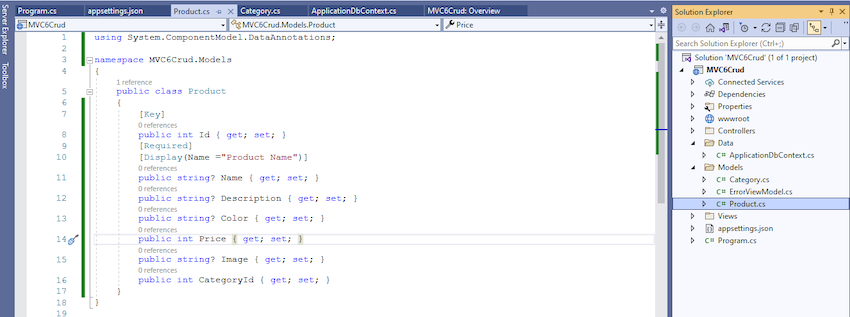 Program.cs appsettings.json Product.cs Category.cs ApplicationDbContext.cs MVC6Crud: Overview
MVC6Crud MVC6Crud.Models.Product Price
Server Explorer
Toolbox
1 using System.ComponentModel.DataAnnotations;
2
3 namespace MVC6Crud.Models
4 {
1 reference
5 public class Product
6 {
7 [Key]
0 references
8 public int Id { get; set; }
9 [Required]
10 [Display(Name ="Product Name")]
0 references
11 public string? Name { get; set; }
0 references
12 public string? Description { get; set; }
0 references
13 public string? Color { get; set; }
0 references
14 public int Price { get; set; }
0 references
15 public string? Image { get; set; }
0 references
16 public int CategoryId { get; set; }
17 }
18 }
19
Solution Explorer
Search Solution Explorer (Ctrl+;)
Solution 'MVC6Crud' (1 of 1 project)
MVC6Crud
Connected Services
Dependencies
Properties
wwwroot
Controllers
Data
C# ApplicationDbContext.cs
Models
C# Category.cs
C# ErrorViewModel.cs
C# Product.cs
Views
appsettings.json
C# Program.cs